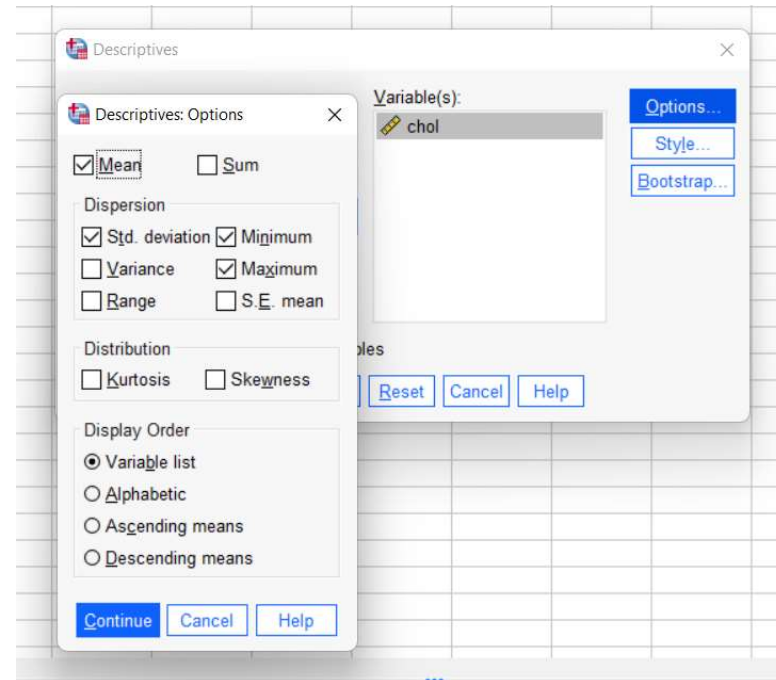 Descriptives
Variable(s):
chol
Options...
Style...
Bootstrap...
Reset Cancel Help
Descriptives: Options
Mean Sum
Dispersion
Std. deviation Minimum
Variance Maximum
Range S.E. mean
Distribution
Kurtosis Skewness
Display Order
Variable list
Alphabetic
Ascending means
Descending means
Continue Cancel Help